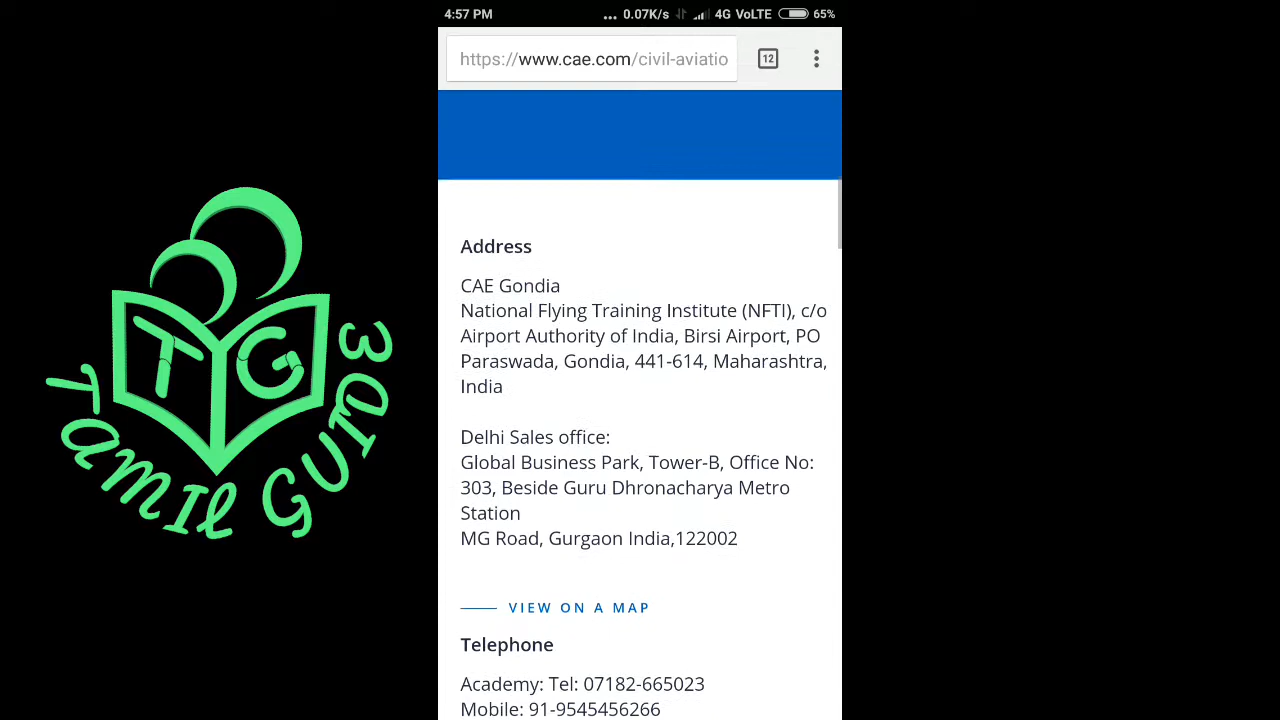 4:57 PM
... 0.07K/s 4G VoLTE 65%
https://www.cae.com/civil-aviatio
12
Address
CAE Gondia
National Flying Training Institute (NFTI), c/o
Airport Authority of India, Birsi Airport, PO
Paraswada, Gondia, 441-614, Maharashtra,
India
Delhi Sales office:
Global Business Park, Tower-B, Office No:
303, Beside Guru Dhronacharya Metro
Station
MG Road, Gurgaon India,122002
VIEW ON A MAP
Telephone
Academy: Tel: 07182-665023
Mobile: 91-9545456266
TG
TAMIL GUIDE